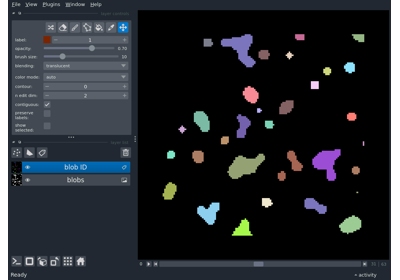 File View Plugins Window Help
label: 1
opacity: 0.70
brush size: 10
blending: translucent
color mode: auto
contour: 0
n edit dim: 2
contiguous:
preserve labels:
show selected:
blob ID
blobs
Ready
activity